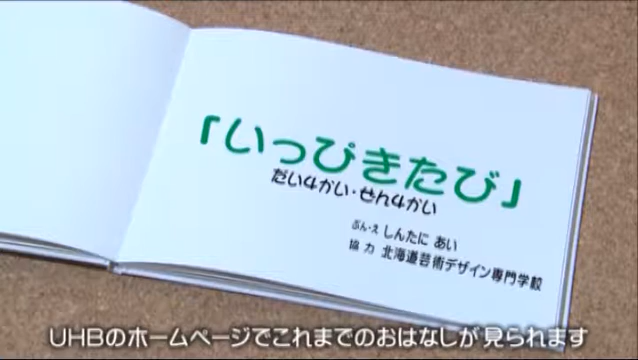 「いっぴきたび」
だい4かい・せん4かい
ぶん・え しんたに あい
協力 北海道芸術デザイン専門学校
UHBのホームページでこれまでのおはなしが見られます